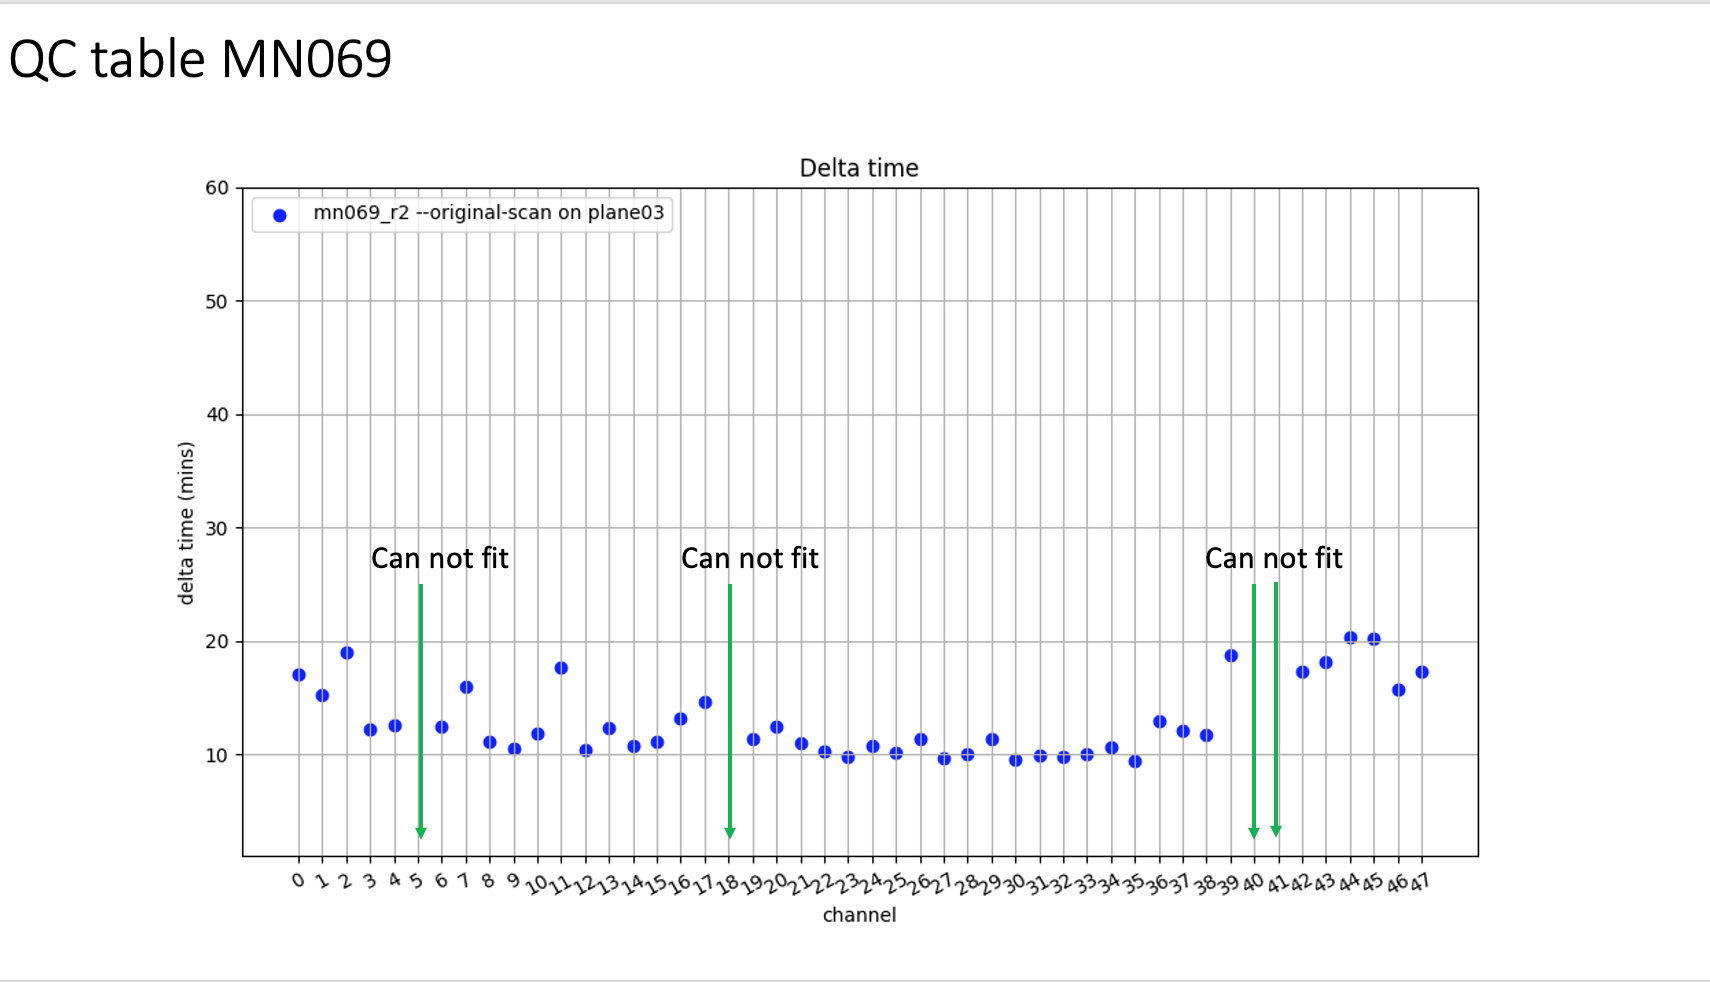 QC table MN069
Delta time
60
mn069_r2 --original-scan on plane03
50
40
30
20
10
delta time (mins)
Can not fit
Can not fit
Can not fit
0 1 2 3 4 5 6 7 8 9 10 11 12 13 14 15 16 17 18 19 20 21 22 23 24 25 26 27 28 29 30 31 32 33 34 35 36 37 38 39 40 41 42 43 44 45 46 47
channel